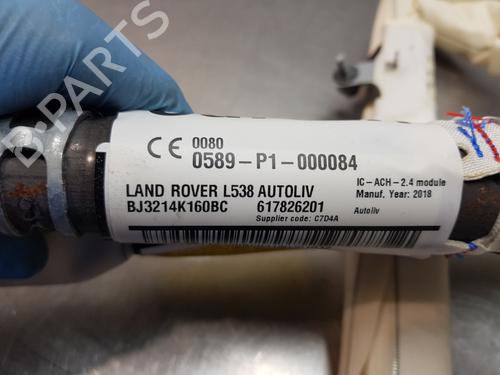 CE 0080
0589-P1-000084
IC-ACH-2.4 module
Manuf. Year: 2018
LAND ROVER L538 AUTOLIV
BJ3214K160BC 617826201
Autoliv
Supplier code: C7D4A
B-PARTS